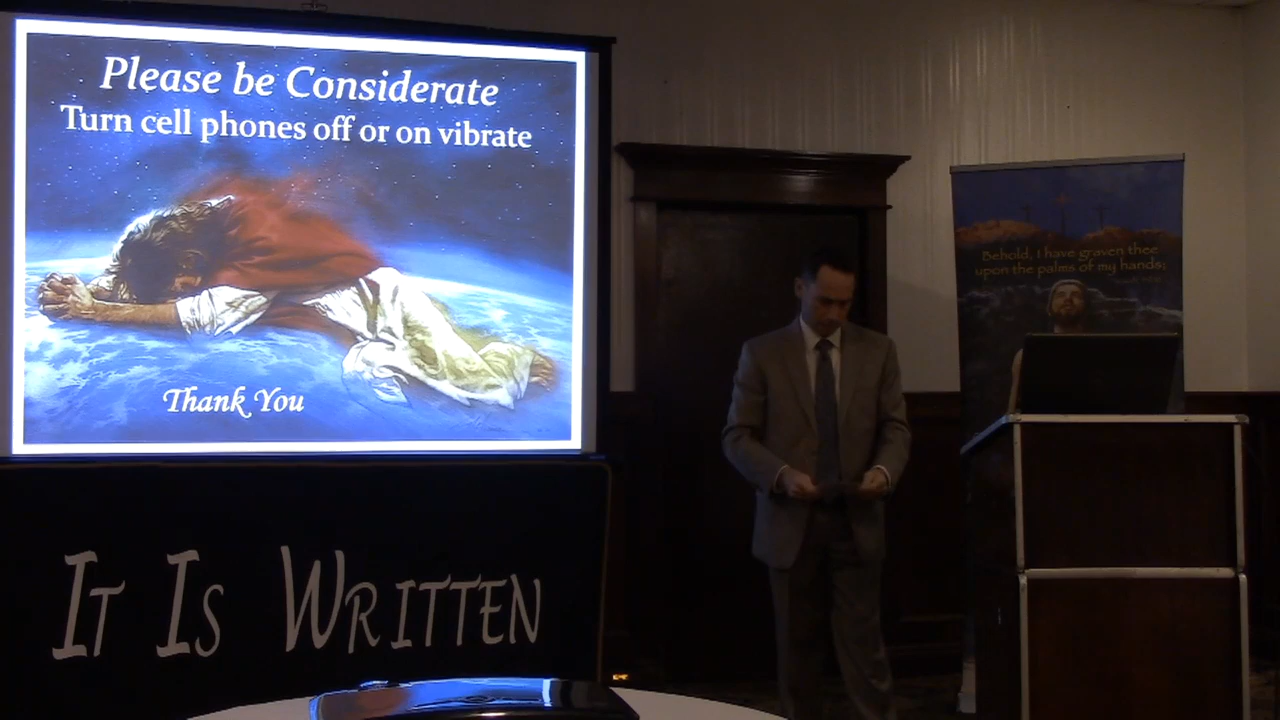 Please be Considerate
Turn cell phones off or on vibrate
Thank You
IT IS WRITTEN
Behold, I have graven thee
upon the palms of my hands;